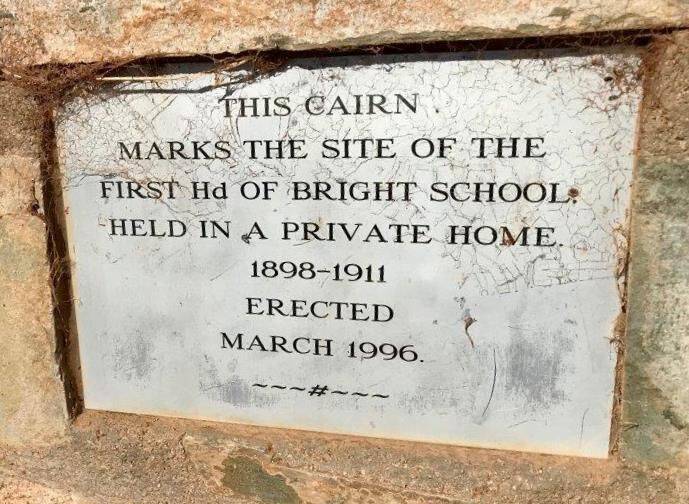 THIS CAIRN.
MARKS THE SITE OF THE
FIRST Hd OF BRIGHT SCHOOL.
HELD IN A PRIVATE HOME.
1898-1911
ERECTED
MARCH 1996.
~~~#~~~